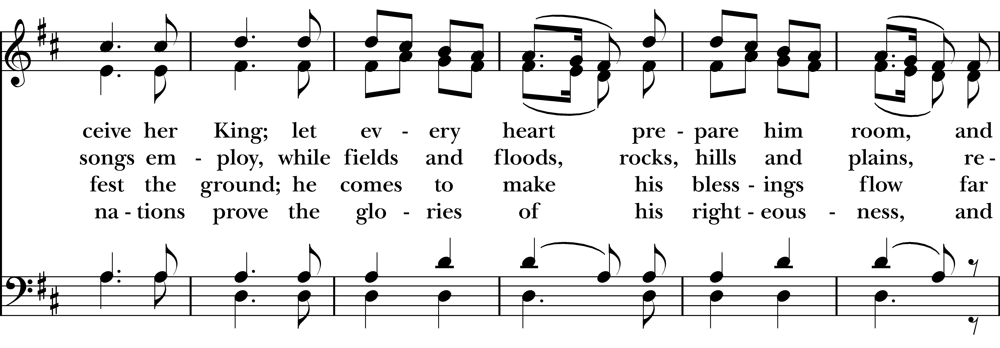 ceive her King; let ev - ery heart pre - pare him room, and
songs em - ploy, while fields and floods, rocks, hills and plains, re -
fest the ground; he comes to make his bless - ings flow far
na - tions prove the glo - ries of his right - eous - ness, and